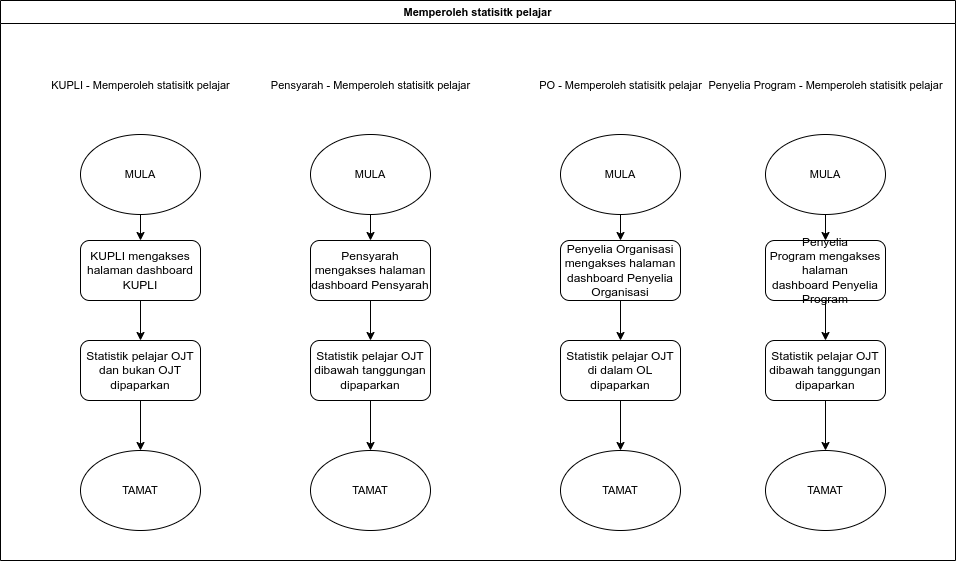 Memperoleh statisitk pelajar
KUPLI - Memperoleh statisitk pelajar
MULA
KUPLI mengakses
halaman dashboard
KUPLI
Statistik pelajar OJT
dan bukan OJT
dipaparkan
TAMAT
Pensyarah - Memperoleh statisitk pelajar
MULA
Pensyarah
mengakses halaman
dashboard Pensyarah
Statistik pelajar OJT
dibawah tanggungan
dipaparkan
TAMAT
PO - Memperoleh statisitk pelajar
MULA
Penyelia Organisasi
mengakses halaman
dashboard Penyelia
Organisasi
Statistik pelajar OJT
di dalam OL
dipaparkan
TAMAT
Penyelia Program - Memperoleh statisitk pelajar
MULA
Penyelia
Program mengakses
halaman
dashboard Penyelia
Program
Statistik pelajar OJT
dibawah tanggungan
dipaparkan
TAMAT